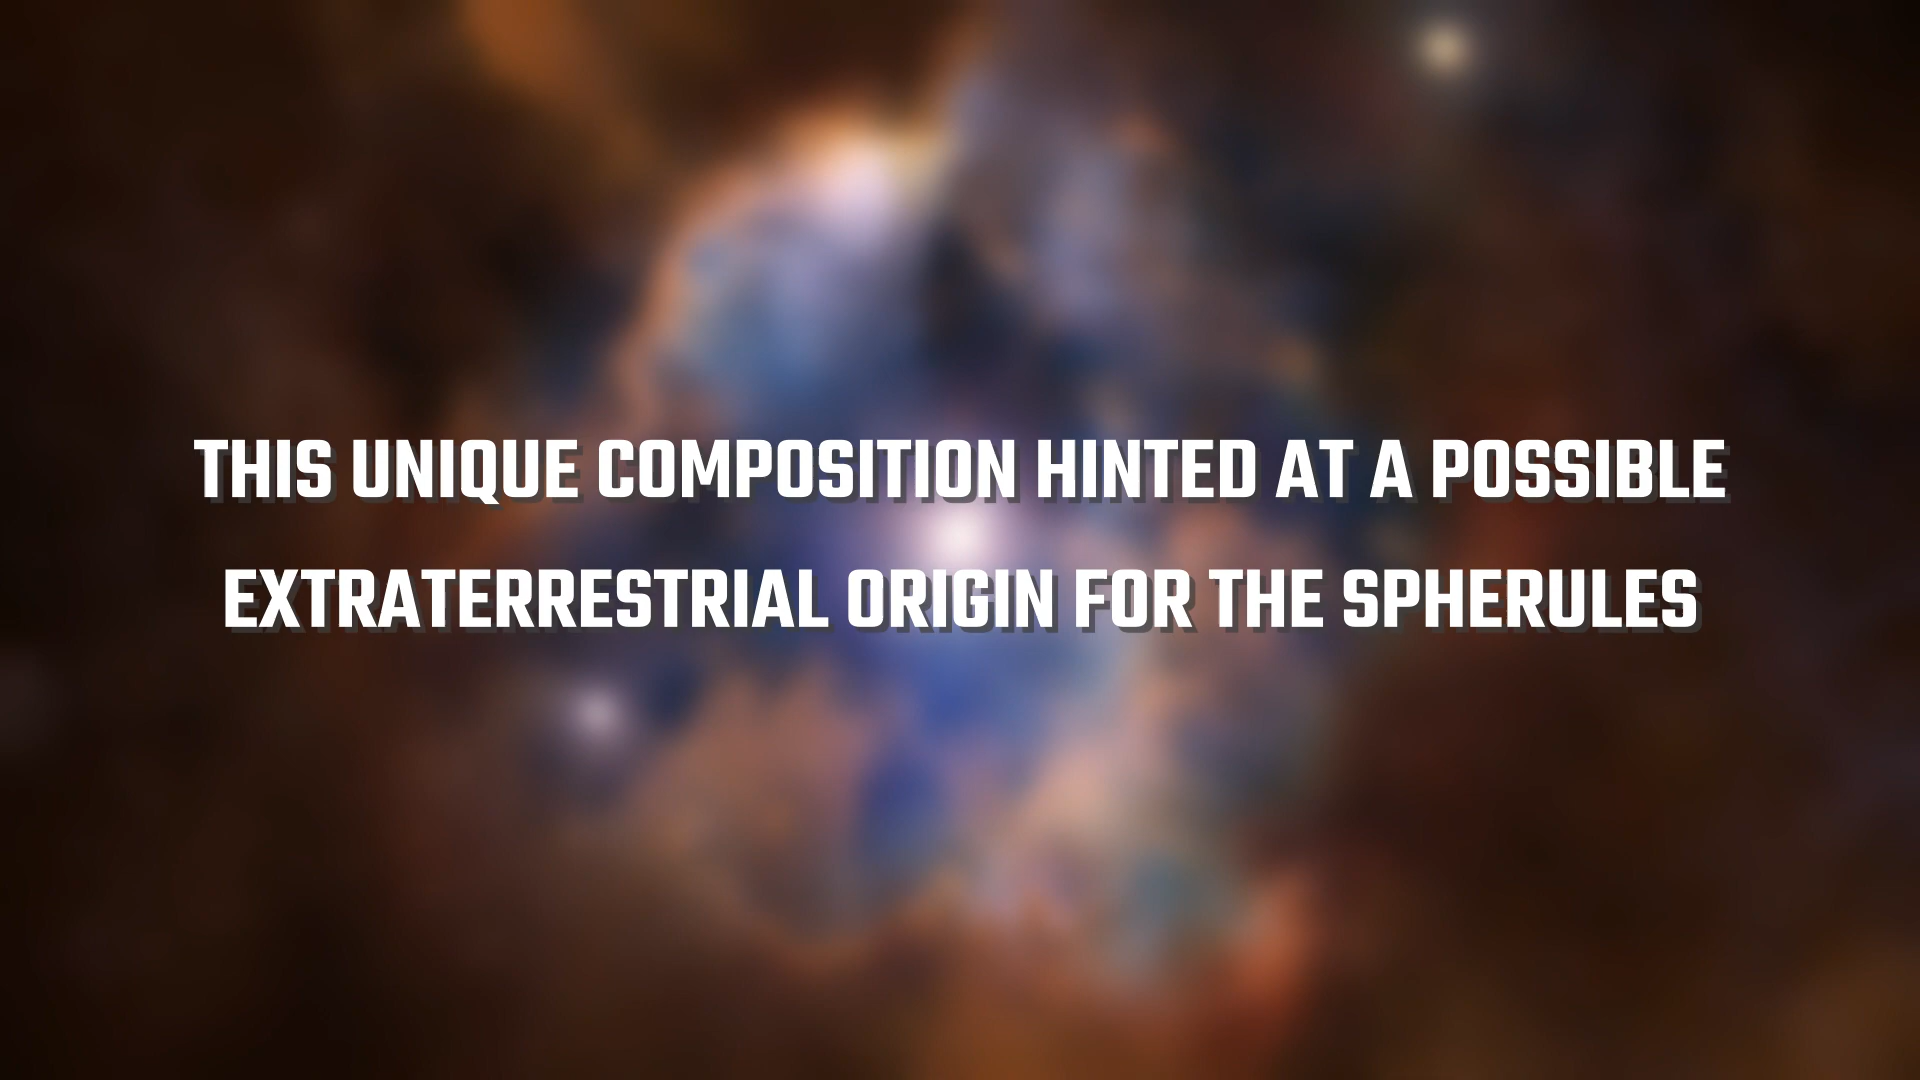 THIS UNIQUE COMPOSITION HINTED AT A POSSIBLE
EXTRATERRESTRIAL ORIGIN FOR THE SPHERULES